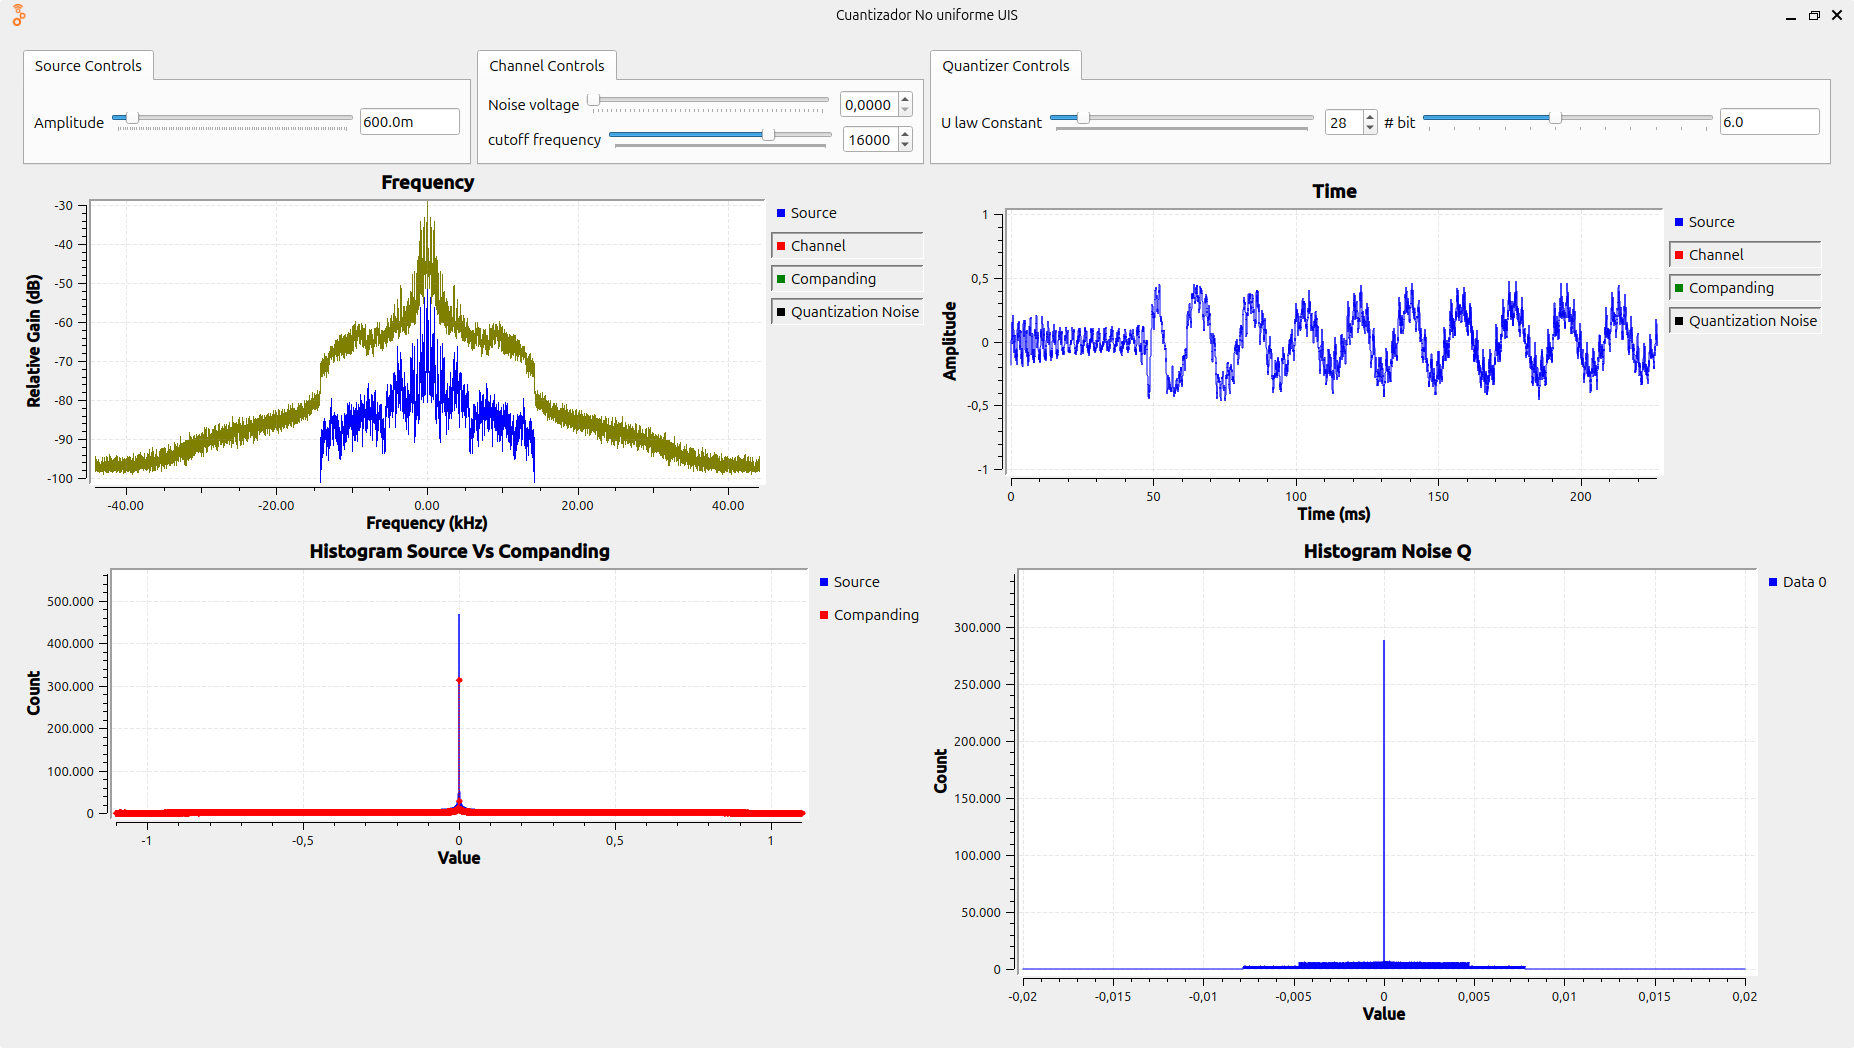 Cuantizador No uniforme UIS
Source Controls
Amplitude 600.0m
Channel Controls
Noise voltage 0,0000
cutoff frequency 16000
Quantizer Controls
U law Constant 28 # bit 6.0
Frequency
Relative Gain (dB)
-30
-40
-50
-60
-70
-80
-90
-100
-40.00 -20.00 0.00 20.00 40.00
Frequency (kHz)
Source
Channel
Companding
Quantization Noise
Time
Amplitude
1
0,5
0
-0,5
-1
0 50 100 150 200
Time (ms)
Source
Channel
Companding
Quantization Noise
Histogram Source Vs Companding
Count
500.000
400.000
300.000
200.000
100.000
0
-1 -0,5 0 0,5 1
Value
Source
Companding
Histogram Noise Q
Count
300.000
250.000
200.000
150.000
100.000
50.000
0
-0,02 -0,015 -0,01 -0,005 0 0,005 0,01 0,015 0,02
Value
Data 0